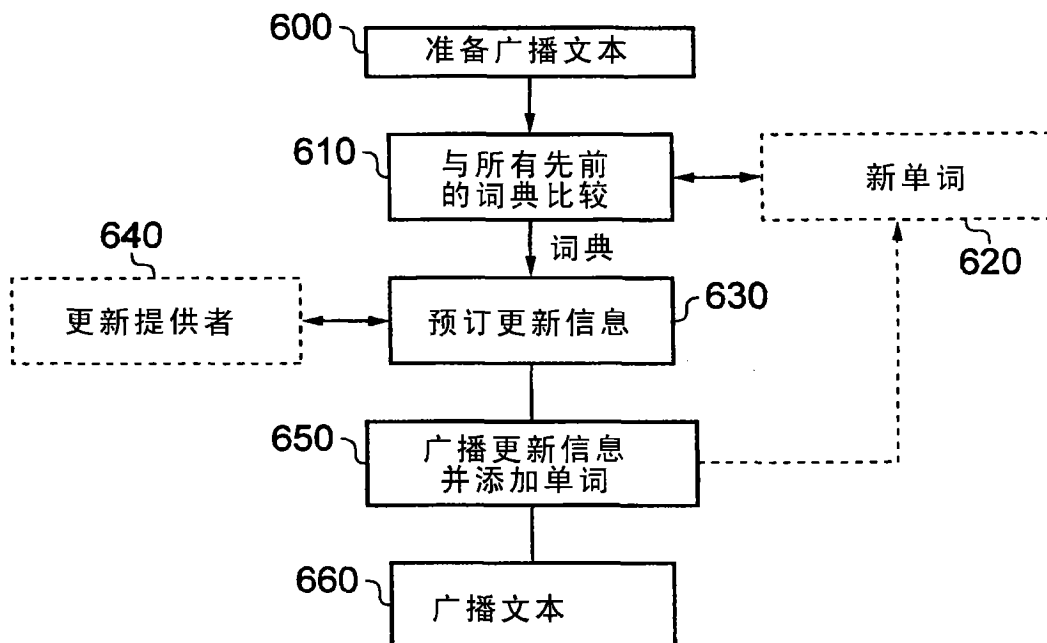 600
准备广播文本
610
与所有先前
的词典比较
新单词
620
词典
640
更新提供者
预订更新信息
630
650
广播更新信息
并添加单词
660
广播文本